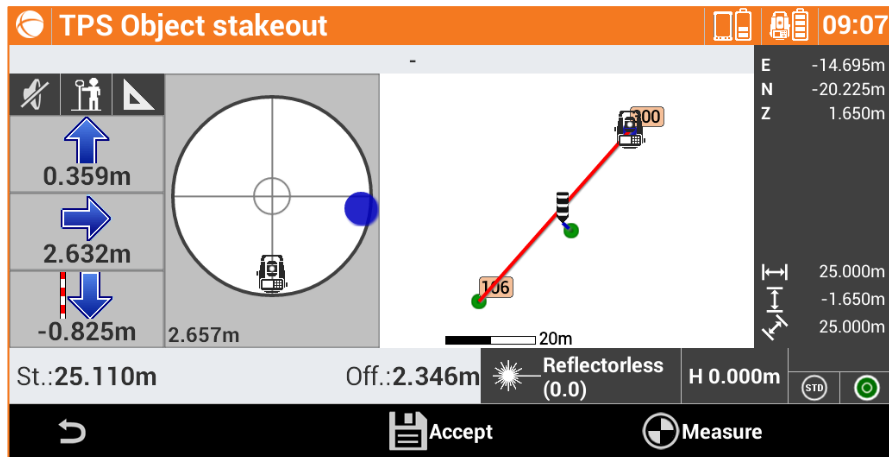 TPS Object stakeout
09:07
-
E -14.695m
N -20.225m
Z 1.650m
0.359m
2.632m
-0.825m
2.657m
300
106
20m
25.000m
-1.650m
25.000m
St.:25.110m
Off.:2.346m
Reflectorless
(0.0)
H 0.000m
STD
Accept
Measure